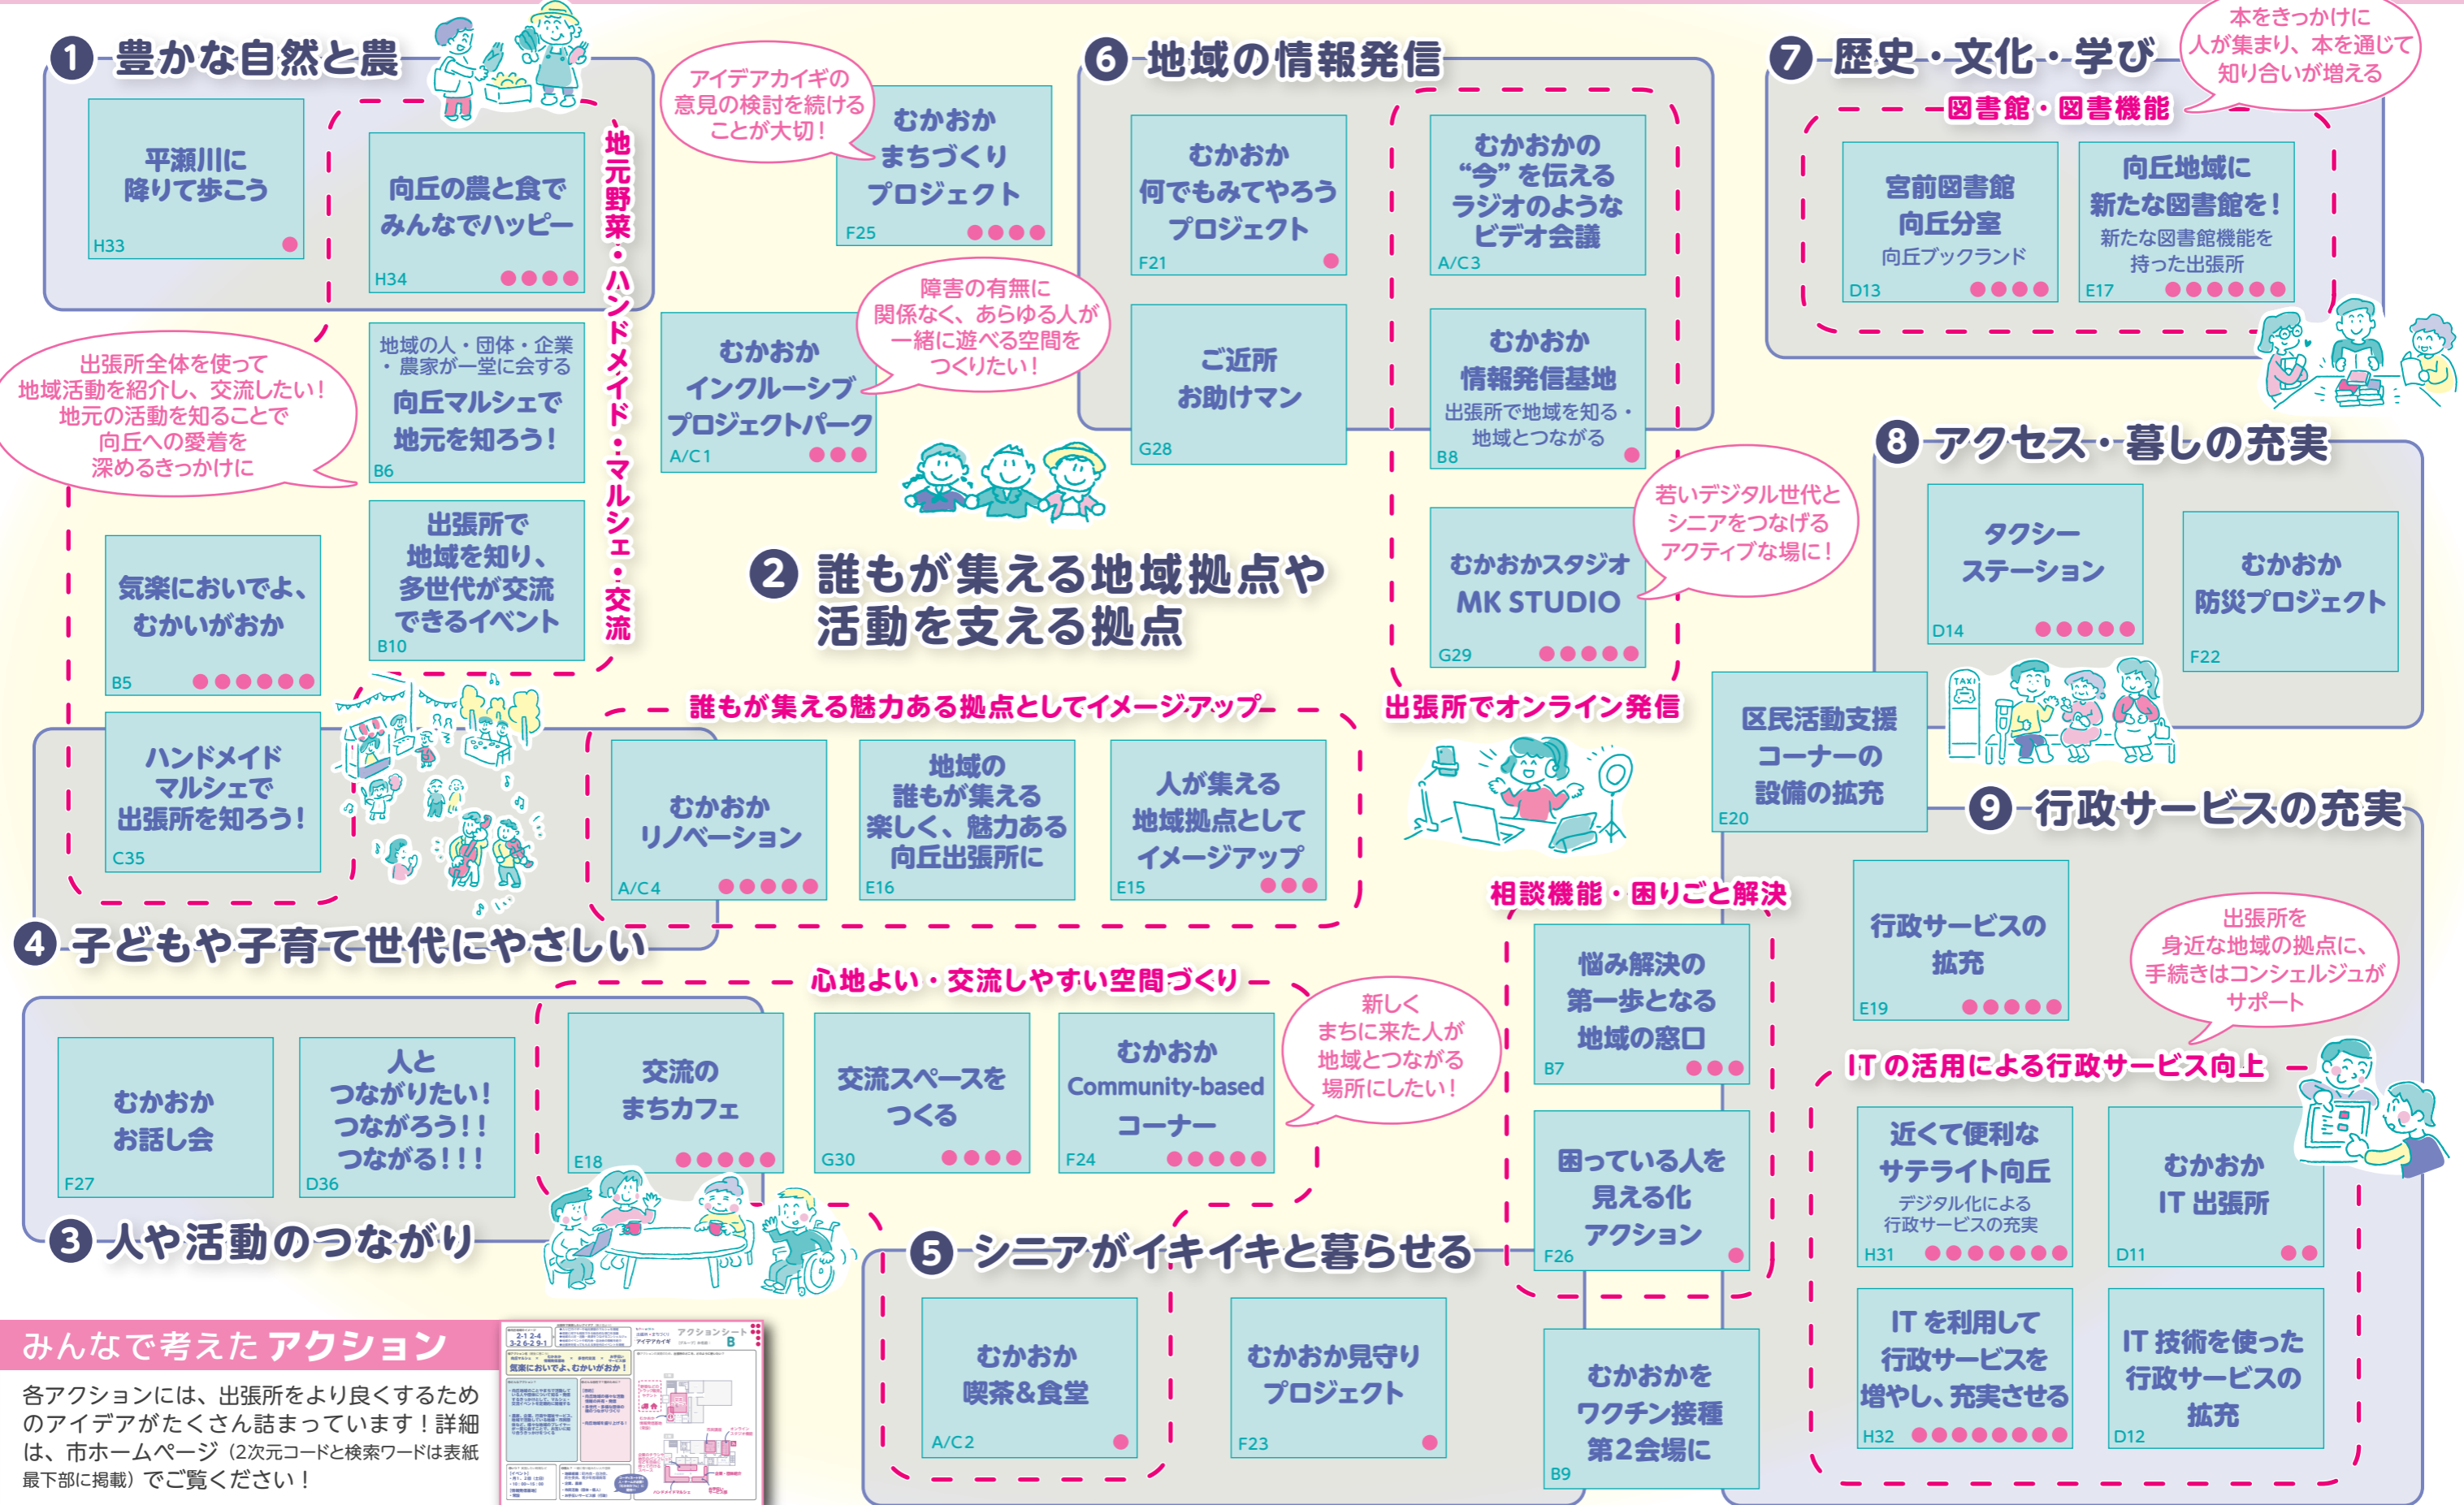 ❶ 豊かな自然と農
平瀬川に
降りて歩こう
H33
向丘の農と食で
みんなでハッピー
H34
地元野菜・ハンドメイド・マルシェ・交流
地域の人・団体・企業
・農家が一堂に会する
向丘マルシェで
地元を知ろう!
B6
出張所で
地域を知り、
多世代が交流
できるイベント
B10
出張所全体を使って
地域活動を紹介し、交流したい!
地元の活動を知ることで
向丘への愛着を
深めるきっかけに
気楽においでよ、
むかいがおか
B5
ハンドメイド
マルシェで
出張所を知ろう!
C35
アイデアカイギの
意見の検討を続ける
ことが大切!
むかおか
まちづくり
プロジェクト
F25
障害の有無に
関係なく、あらゆる人が
一緒に遊べる空間を
つくりたい!
むかおか
インクルーシブ
プロジェクトパーク
A/C1
❷ 誰もが集える地域拠点や
活動を支える拠点
誰もが集える魅力ある拠点としてイメージアップ
むかおか
リノベーション
A/C4
地域の
誰もが集える
楽しく、魅力ある
向丘出張所に
E16
人が集える
地域拠点として
イメージアップ
E15
❹ 子どもや子育て世代にやさしい
心地よい・交流しやすい空間づくり
むかおか
お話し会
F27
人と
つながりたい!
つながろう!!
つながる!!!
D36
交流の
まちカフェ
E18
交流スペースを
つくる
G30
むかおか
Community-based
コーナー
F24
新しく
まちに来た人が
地域とつながる
場所にしたい!
❸ 人や活動のつながり
❺ シニアがイキイキと暮らせる
むかおか
喫茶&食堂
A/C2
むかおか見守り
プロジェクト
F23
❻ 地域の情報発信
むかおか
何でもみてやろう
プロジェクト
F21
むかおかの
“今”を伝える
ラジオのような
ビデオ会議
A/C3
ご近所
お助けマン
G28
むかおか
情報発信基地
出張所で地域を知る・
地域とつながる
B8
若いデジタル世代と
シニアをつなげる
アクティブな場に!
むかおかスタジオ
MK STUDIO
G29
出張所でオンライン発信
相談機能・困りごと解決
悩み解決の
第一歩となる
地域の窓口
B7
困っている人を
見える化
アクション
F26
むかおかを
ワクチン接種
第2会場に
B9
❼ 歴史・文化・学び
本をきっかけに
人が集まり、本を通じて
知り合いが増える
図書館・図書機能
宮前図書館
向丘分室
向丘ブックランド
D13
向丘地域に
新たな図書館を!
新たな図書館機能を
持った出張所
E17
❽ アクセス・暮しの充実
タクシー
ステーション
D14
むかおか
防災プロジェクト
F22
TAXI
区民活動支援
コーナーの
設備の拡充
E20
❾ 行政サービスの充実
行政サービスの
拡充
E19
出張所を
身近な地域の拠点に、
手続きはコンシェルジュが
サポート
ITの活用による行政サービス向上
近くて便利な
サテライト向丘
デジタル化による
行政サービスの充実
H31
むかおか
IT 出張所
D11
IT を利用して
行政サービスを
増やし、充実させる
H32
IT 技術を使った
行政サービスの
拡充
D12
みんなで考えたアクション
各アクションには、出張所をより良くするため
のアイデアがたくさん詰まっています!詳細
は、市ホームページ(2次元コードと検索ワードは表紙
最下部に掲載)でご覧ください!
2-1 2-4
3-2 6-2 9-1
アイデアカイギ
アクションシート
B
気楽においでよ、むかいがおか!